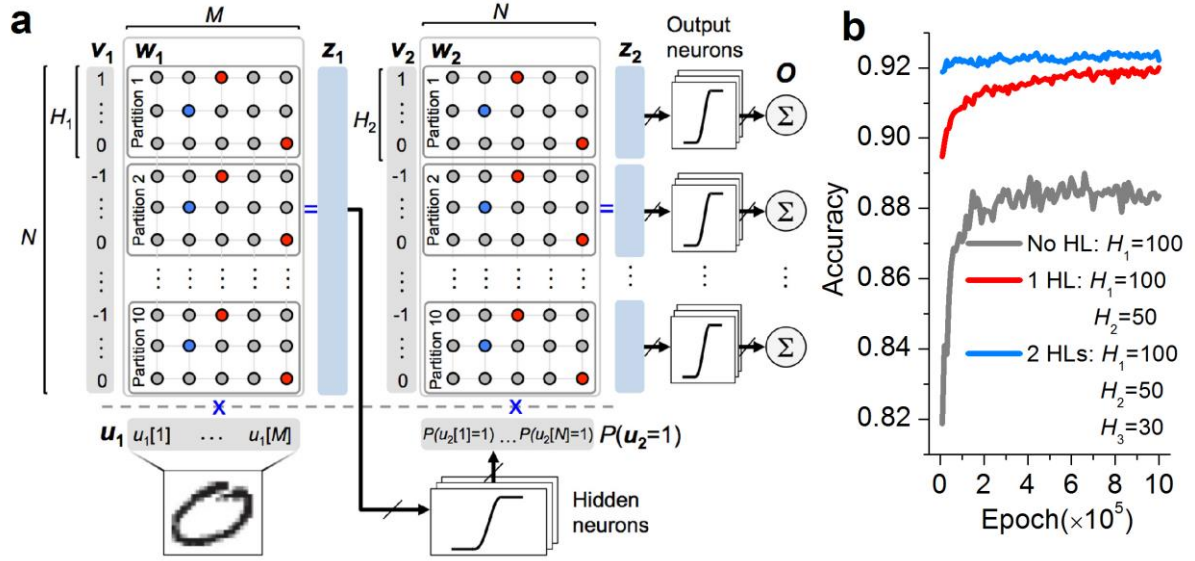 a
M
v1 w1 z1
N
H1
1
⋮
0
Partition 1
-1
⋮
0
Partition 2
=
⋮ ⋮ ⋮ ⋮ ⋮ ⋮
-1
⋮
0
Partition 10
x
u1 u1[1] ... u1[M]
N
v2 w2 z2
H2
1
⋮
0
Partition 1
-1
⋮
0
Partition 2
=
⋮ ⋮ ⋮ ⋮ ⋮ ⋮
-1
⋮
0
Partition 10
x
P(u2[1]=1) ... P(u2[N]=1) P(u2=1)
Hidden
neurons
Output
neurons
O
Σ
Σ
⋮ ⋮
Σ
b
Accuracy
0.92
0.90
0.88
0.86
0.84
0.82
No HL: H1=100
1 HL: H1=100
H2=50
2 HLs: H1=100
H2=50
H3=30
0 2 4 6 8 10
Epoch(×10^5)